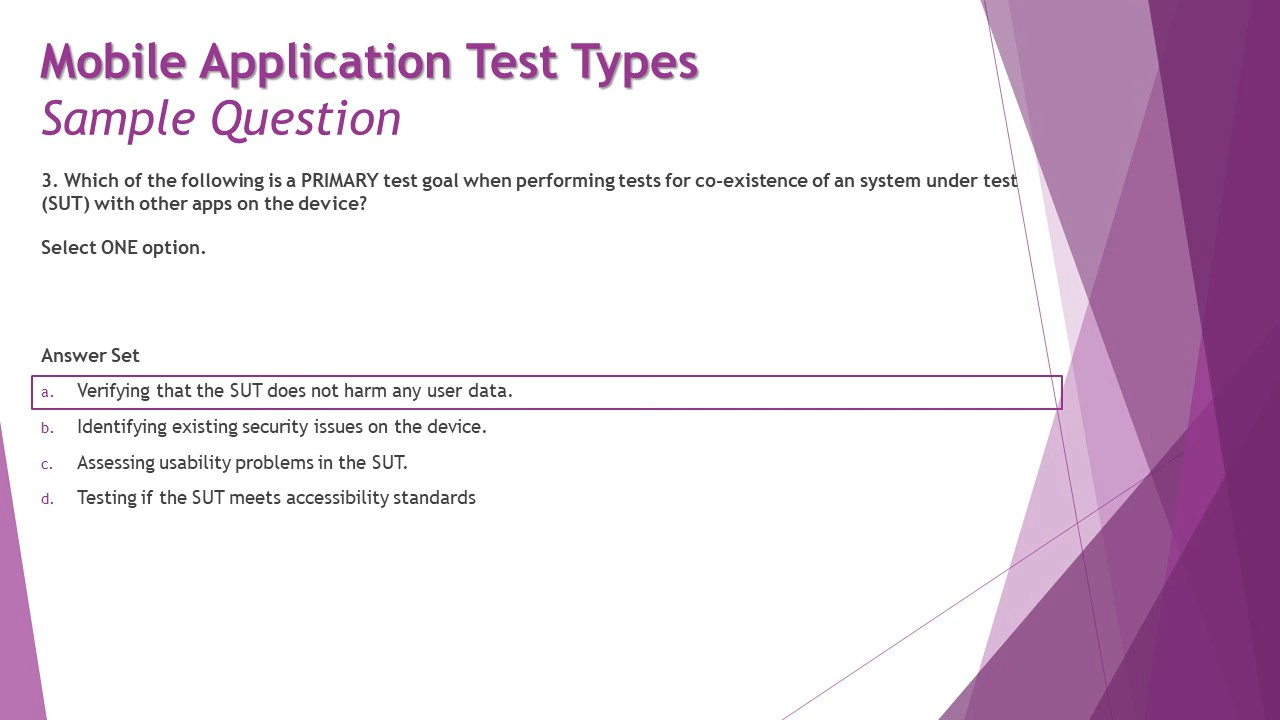 Mobile Application Test Types
Sample Question
3. Which of the following is a PRIMARY test goal when performing tests for co-existence of an system under test
(SUT) with other apps on the device?
Select ONE option.
Answer Set
a. Verifying that the SUT does not harm any user data.
b. Identifying existing security issues on the device.
c. Assessing usability problems in the SUT.
d. Testing if the SUT meets accessibility standards